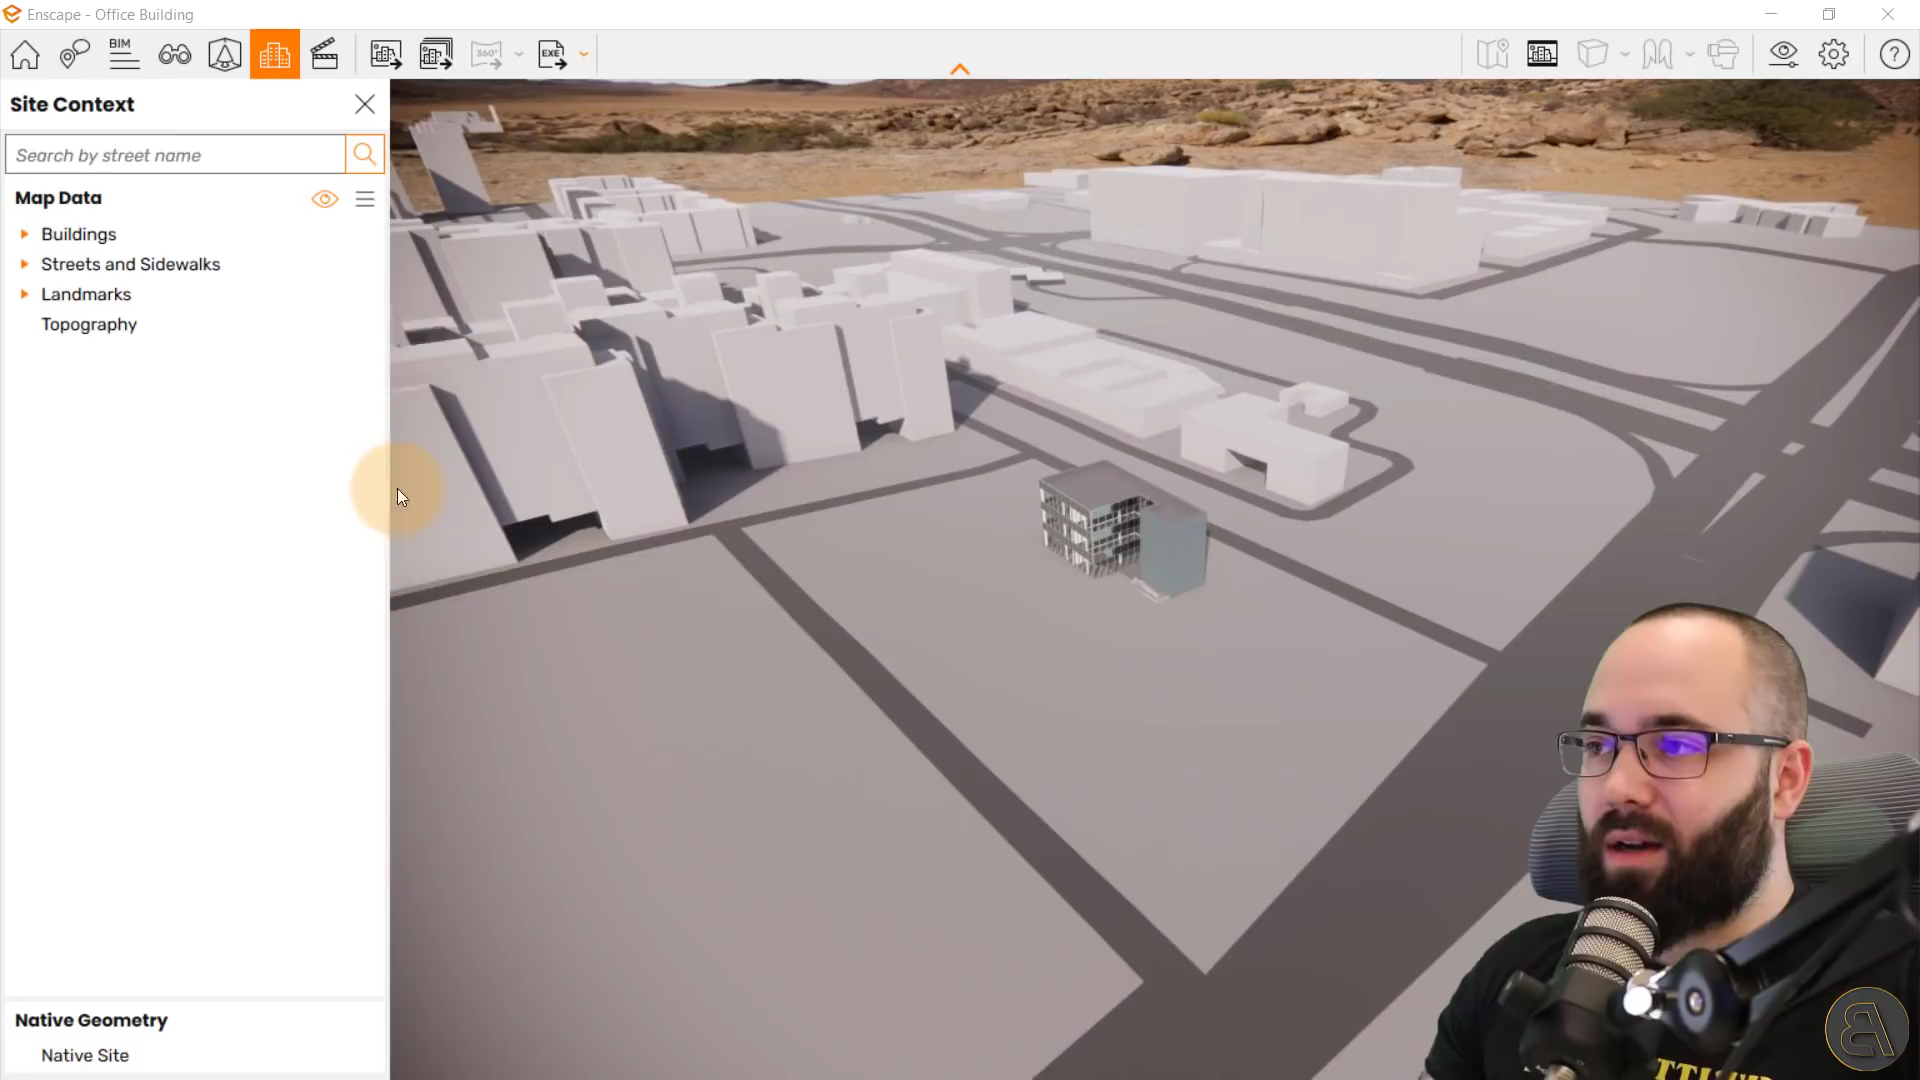 Enscape - Office Building
BIM
360°
EXE
Site Context
Search by street name
Map Data
Buildings
Streets and Sidewalks
Landmarks
Topography
Native Geometry
Native Site